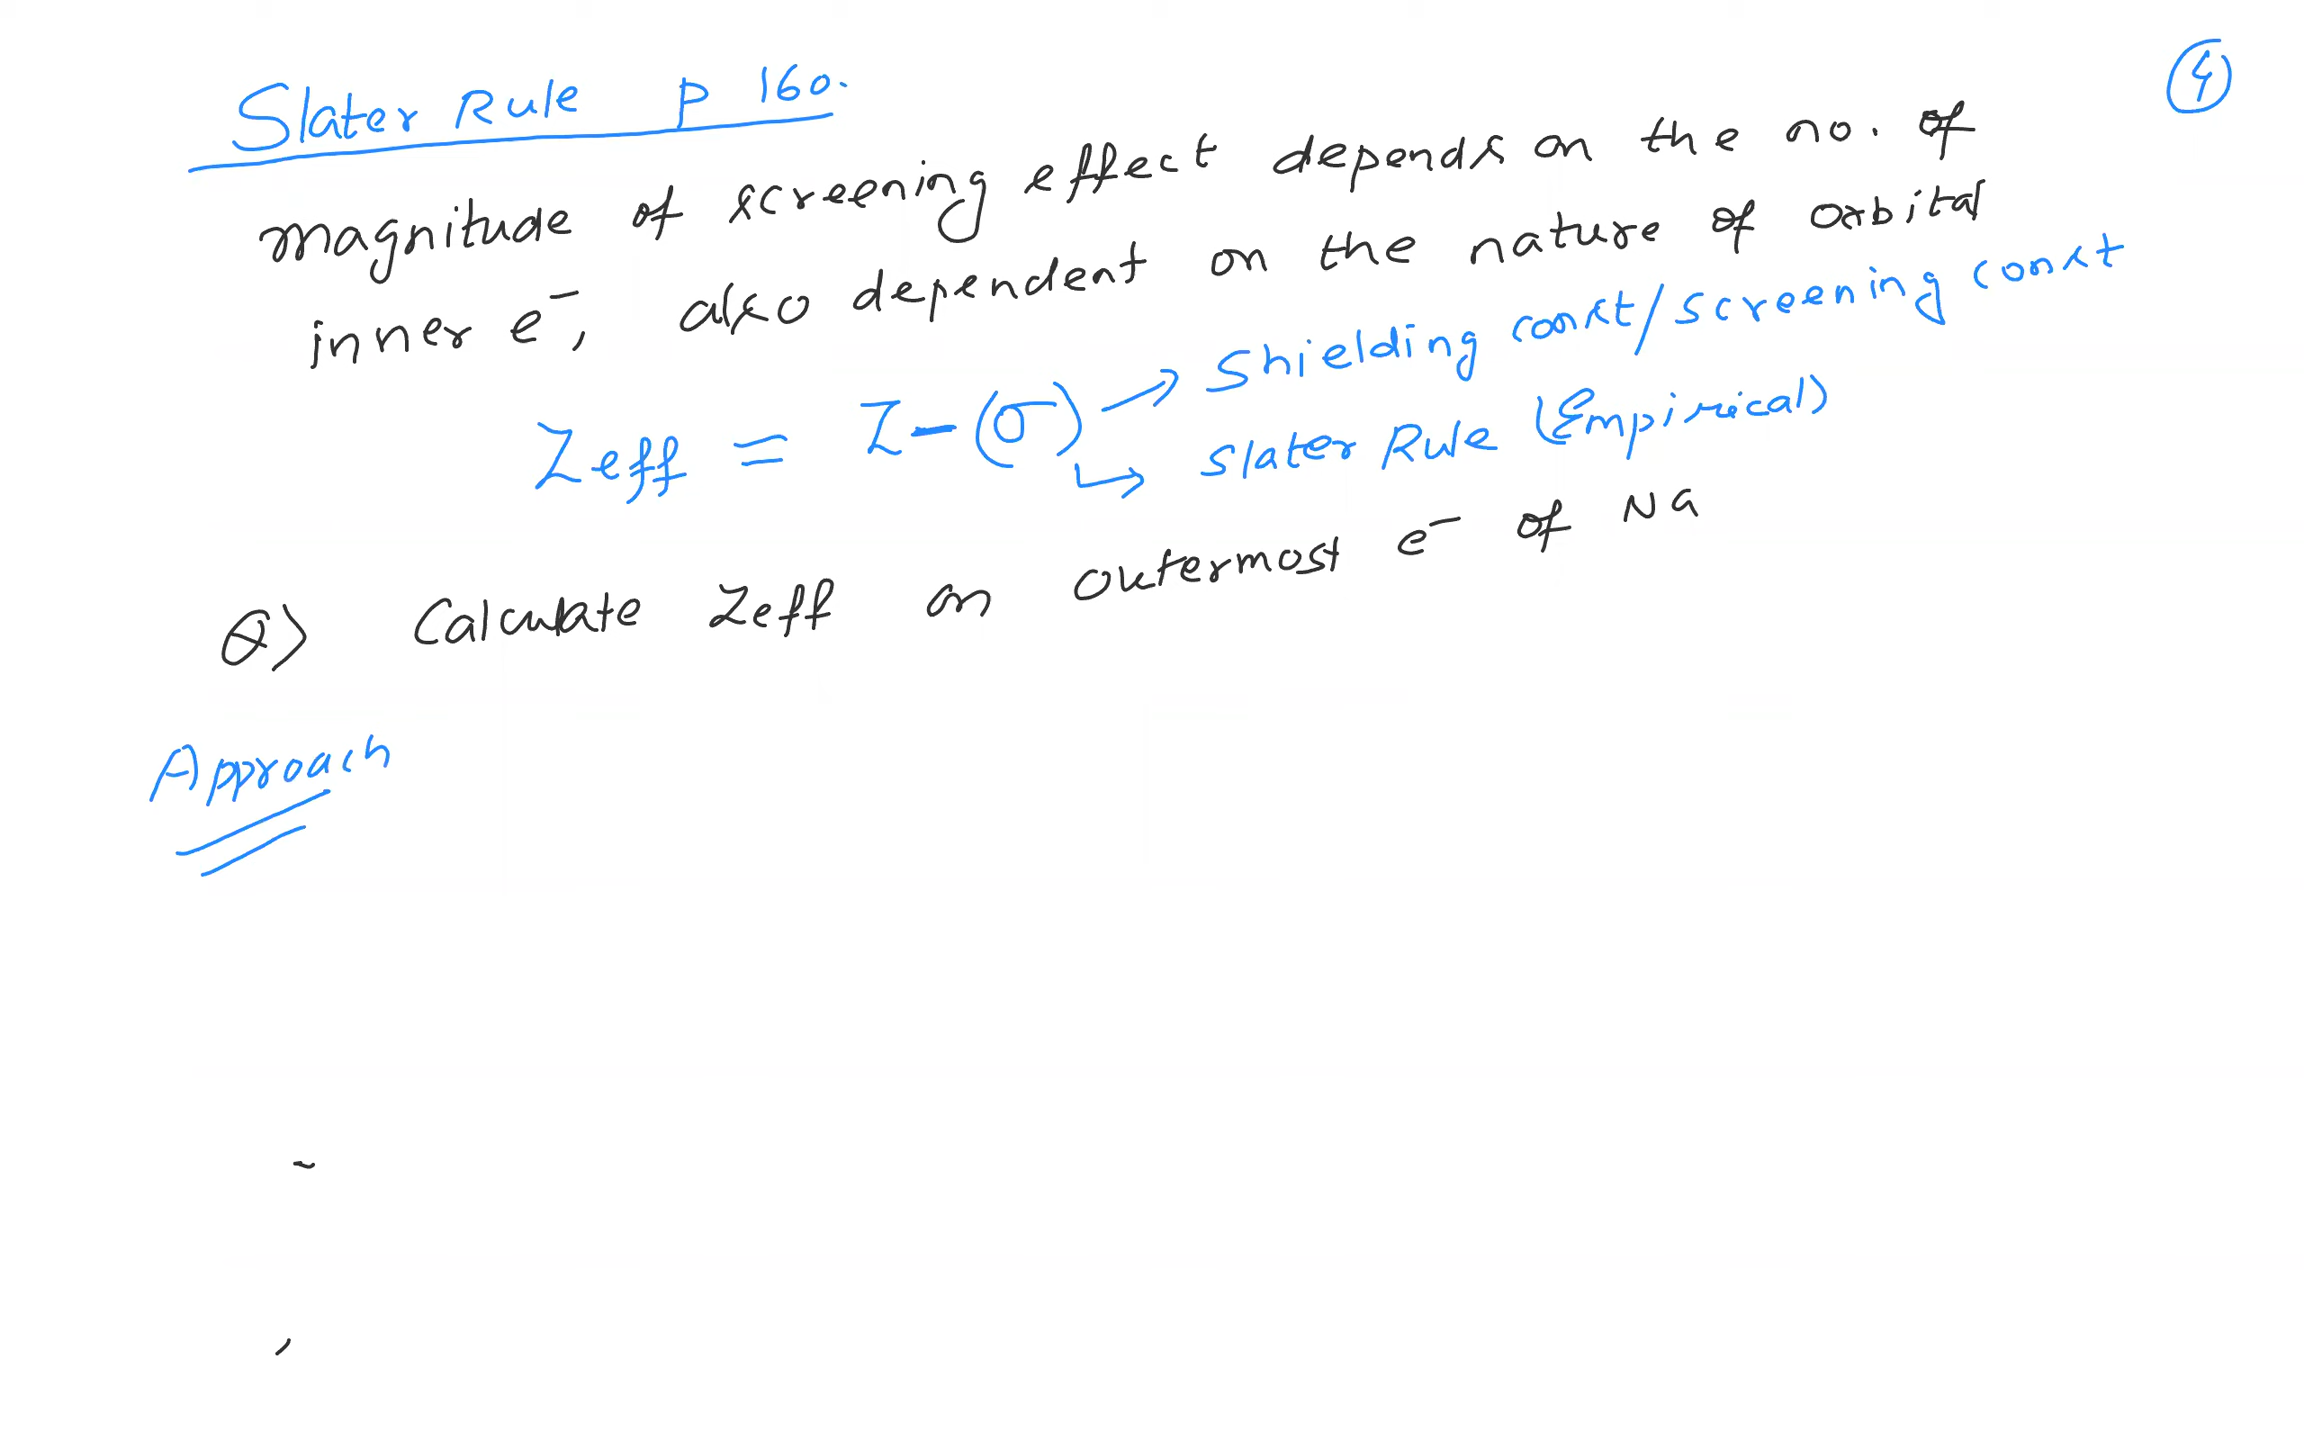 Slater Rule p 160.
4
magnitude of screening effect depends on the no. of
inner e⁻, also dependent on the nature of orbital
Zeff = Z-(σ) → Shielding const/screening const
↳ Slater Rule (Empirical)
Q) Calculate Zeff on outermost e⁻ of Na
Approach